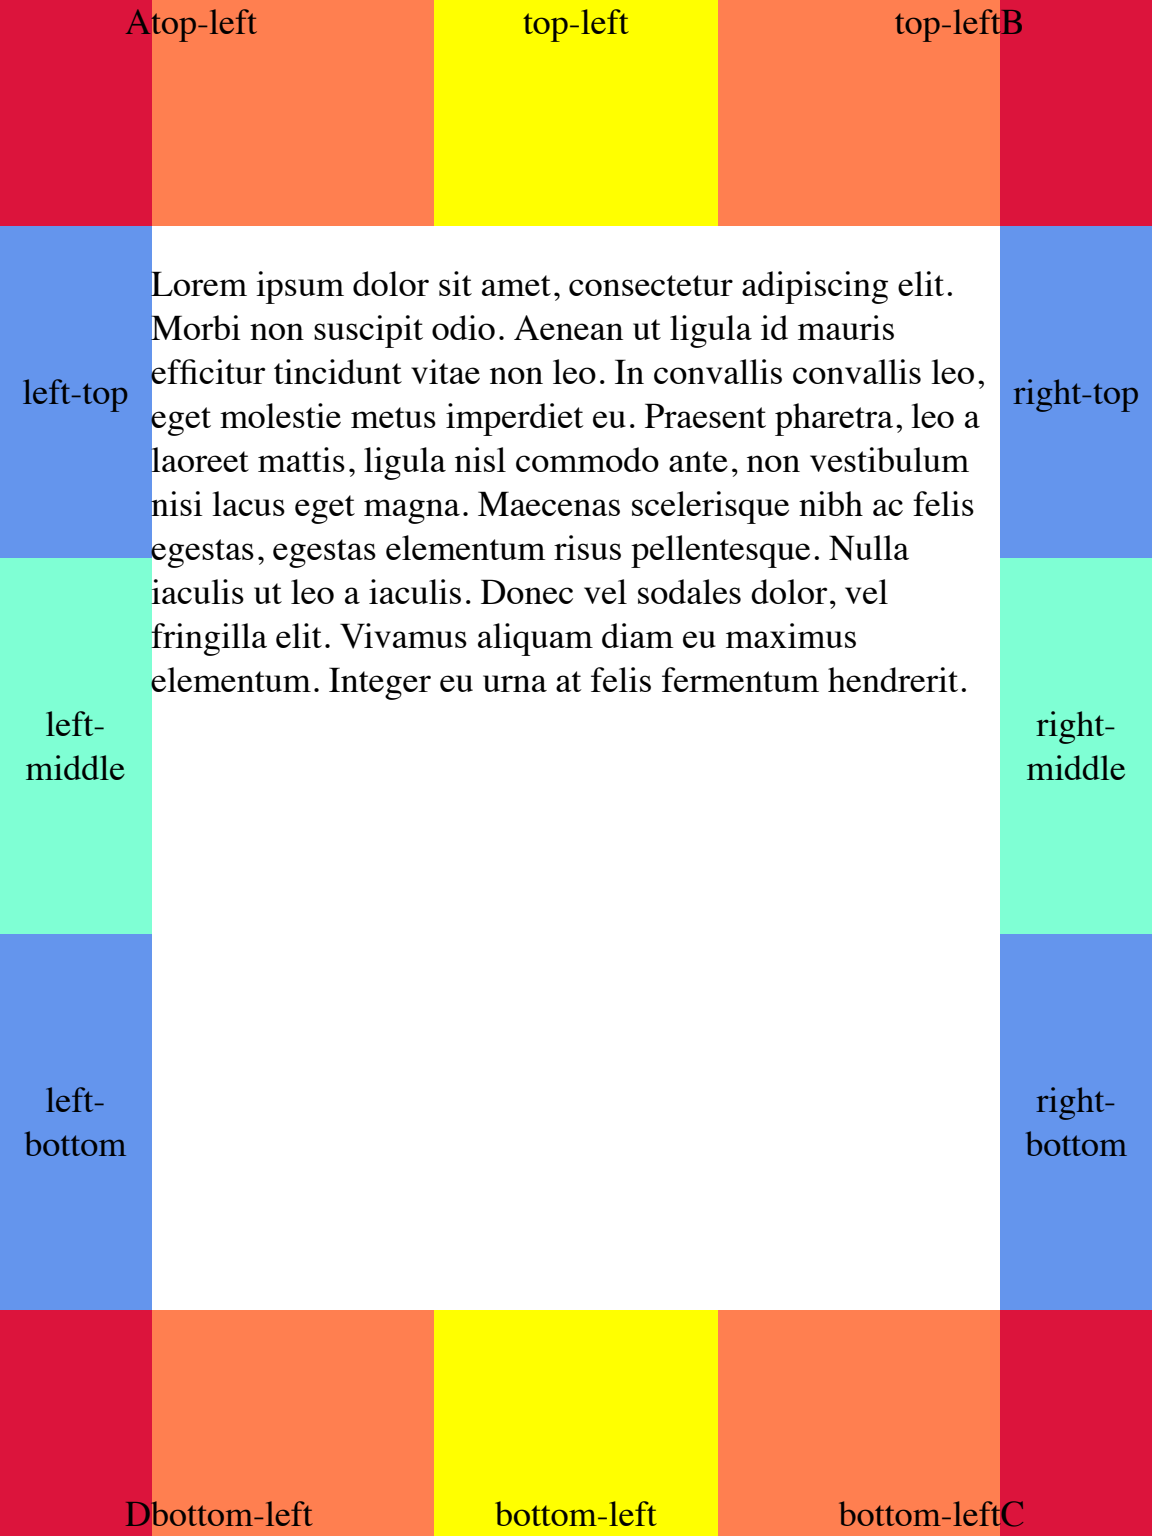 Atop-left top-left top-leftB
Lorem ipsum dolor sit amet, consectetur adipiscing elit.
Morbi non suscipit odio. Aenean ut ligula id mauris
efficitur tincidunt vitae non leo. In convallis convallis leo,
eget molestie metus imperdiet eu. Praesent pharetra, leo a
laoreet mattis, ligula nisl commodo ante, non vestibulum
nisi lacus eget magna. Maecenas scelerisque nibh ac felis
egestas, egestas elementum risus pellentesque. Nulla
iaculis ut leo a iaculis. Donec vel sodales dolor, vel
fringilla elit. Vivamus aliquam diam eu maximus
elementum. Integer eu urna at felis fermentum hendrerit.
left-top
left-
middle
left-
bottom
right-top
right-
middle
right-
bottom
Dbottom-left bottom-left bottom-leftC